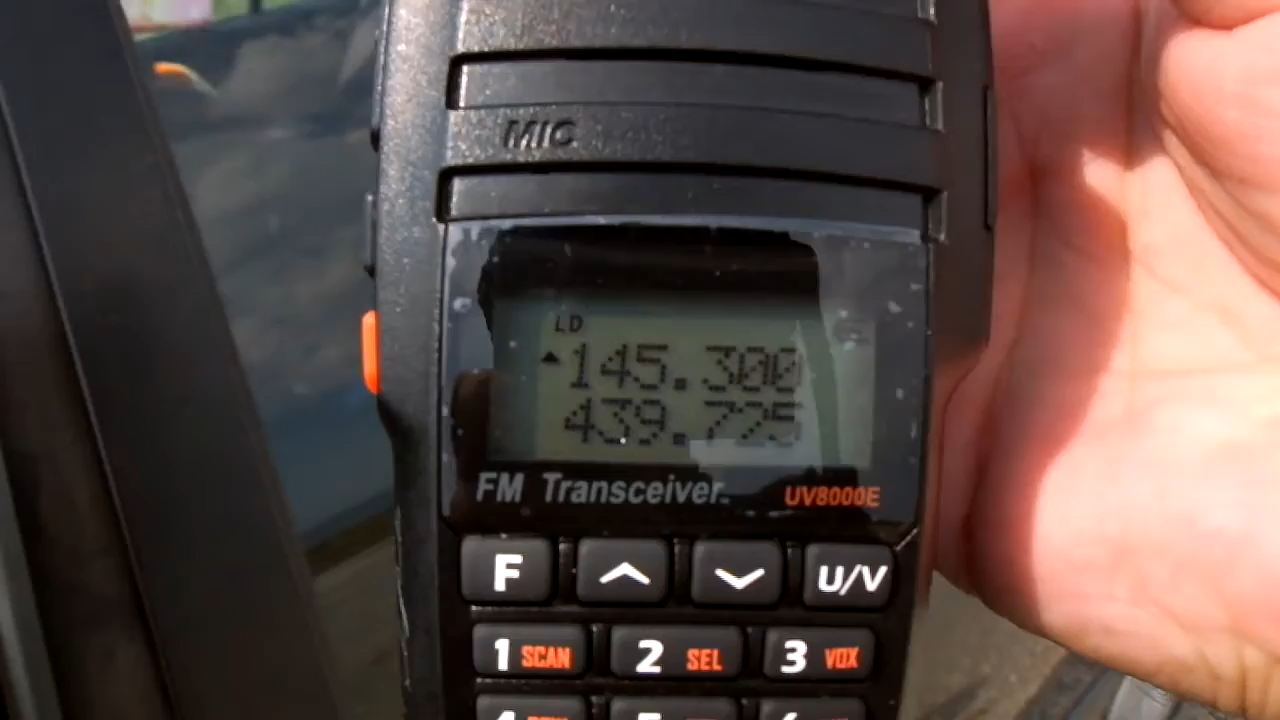 MIC
LD
145.300
439.725
FM Transceiver.
UV8000E
F U/V
1 SCAN 2 SEL 3 VOX